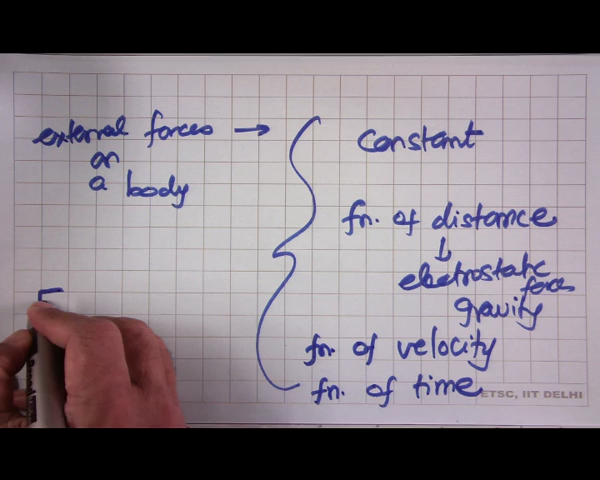 external forces →
on
a body
constant
fn. of distance
↓
electrostatic
forces
gravity
fn. of velocity
fn. of time
ETSC, IIT DELHI
F